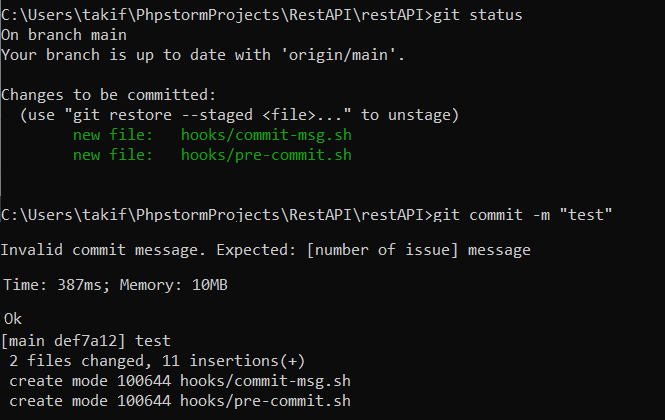 C:\Users\takif\PhpstormProjects\RestAPI\restAPI>git status
On branch main
Your branch is up to date with 'origin/main'.
Changes to be committed:
(use "git restore --staged <file>..." to unstage)
new file: hooks/commit-msg.sh
new file: hooks/pre-commit.sh
C:\Users\takif\PhpstormProjects\RestAPI\restAPI>git commit -m "test"
Invalid commit message. Expected: [number of issue] message
Time: 387ms; Memory: 10MB
Ok
[main def7a12] test
2 files changed, 11 insertions(+)
create mode 100644 hooks/commit-msg.sh
create mode 100644 hooks/pre-commit.sh